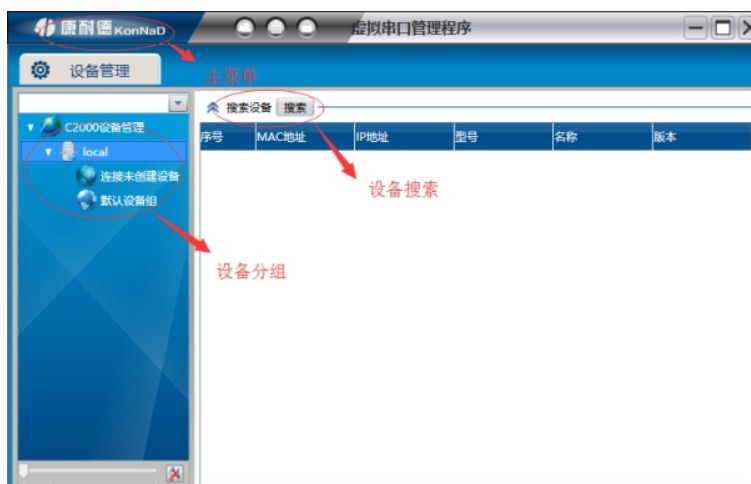 康耐德 KonNaD
虚拟串口管理程序
设备管理
主菜单
搜索设备 搜索
C2000设备管理
序号 MAC地址 IP地址 型号 名称 版本
local
连接未创建设备
设备搜索
默认设备组
设备分组